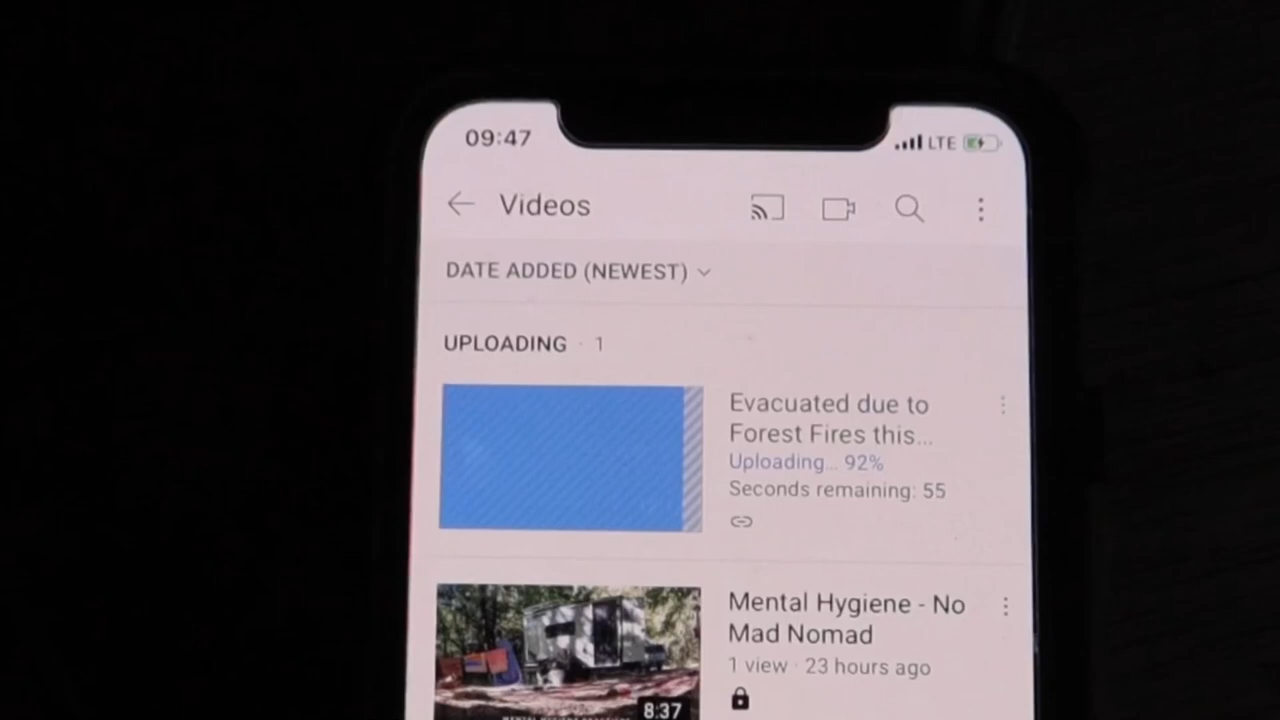 09:47
LTE
Videos
DATE ADDED (NEWEST)
UPLOADING · 1
Evacuated due to
Forest Fires this...
Uploading... 92%
Seconds remaining: 55
Mental Hygiene - No
Mad Nomad
1 view · 23 hours ago
8:37